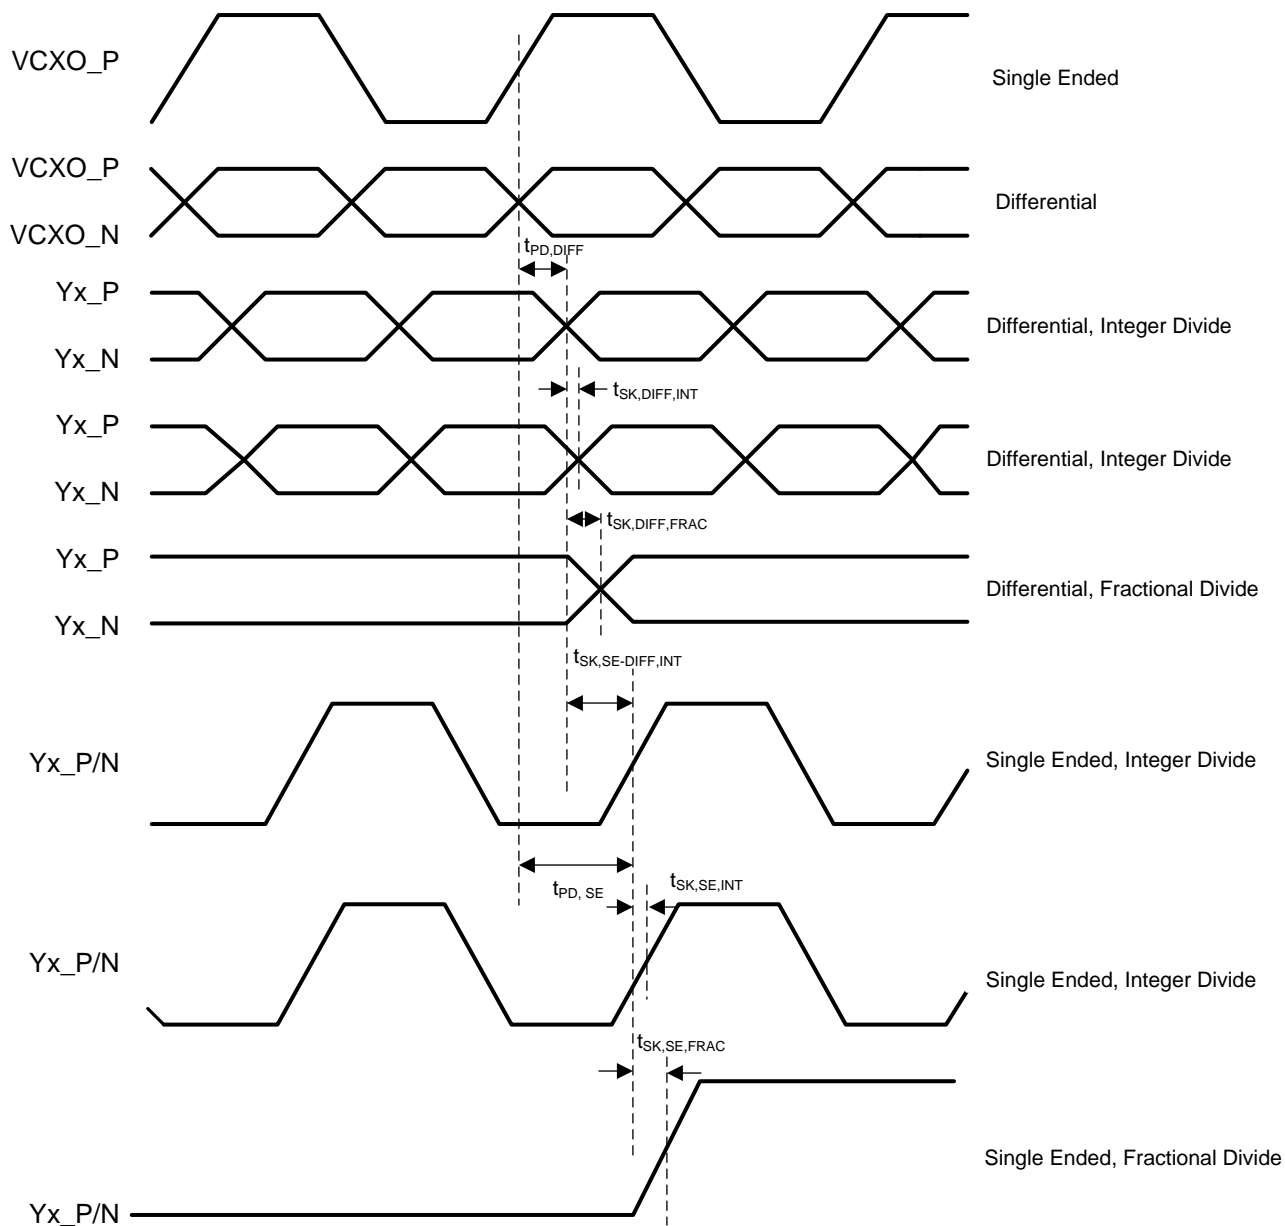 VCXO_P
Single Ended
VCXO_P
VCXO_N
Differential
tPD,DIFF
Yx_P
Yx_N
Differential, Integer Divide
tSK,DIFF,INT
Yx_P
Yx_N
Differential, Integer Divide
tSK,DIFF,FRAC
Yx_P
Yx_N
Differential, Fractional Divide
tSK,SE-DIFF,INT
Yx_P/N
Single Ended, Integer Divide
tPD, SE
tSK,SE,INT
Yx_P/N
Single Ended, Integer Divide
tSK,SE,FRAC
Yx_P/N
Single Ended, Fractional Divide